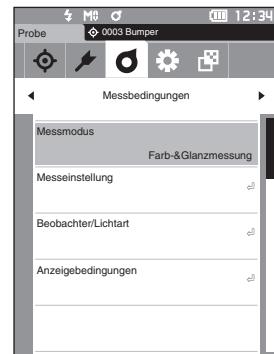 M 12:34
Probe 0003 Bumper
Messbedingungen
Messmodus
Farb-&Glanzmessung
Messeinstellung
Beobachter/Lichtart
Anzeigebedingungen